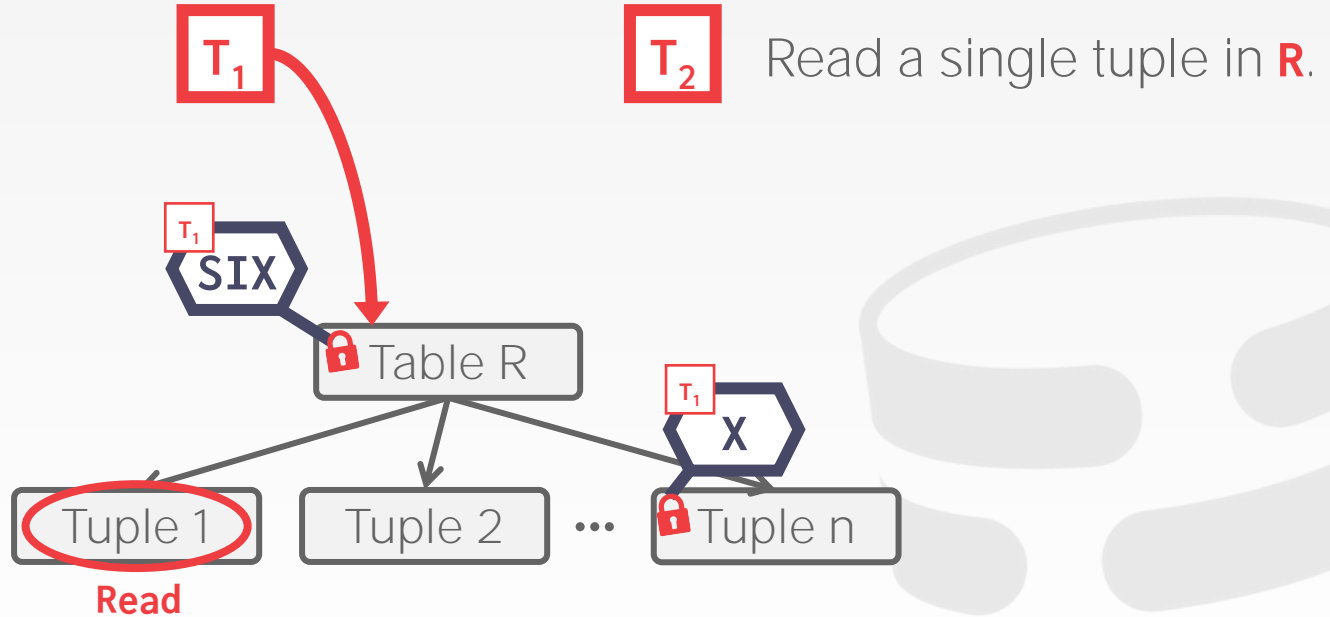 T₁
T₂ Read a single tuple in R.
T₁
SIX
Table R
T₁
X
Tuple 1
Tuple 2
...
Tuple n
Read